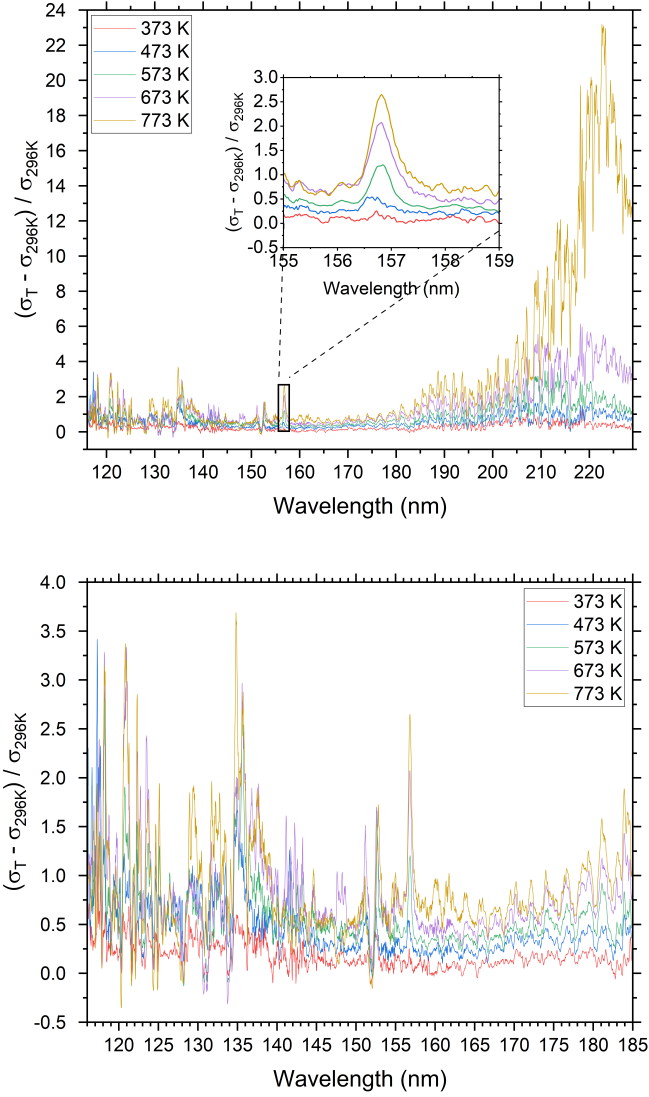 24
22
20
18
16
14
12
10
8
6
4
2
0
(σT - σ296K) / σ296K
373 K
473 K
573 K
673 K
773 K
3.0
2.5
2.0
1.5
1.0
0.5
0.0
-0.5
(σT - σ296K) / σ296K
155 156 157 158 159
Wavelength (nm)
120 130 140 150 160 170 180 190 200 210 220
Wavelength (nm)
4.0
3.5
3.0
2.5
2.0
1.5
1.0
0.5
0.0
-0.5
(σT - σ296K) / σ296K
373 K
473 K
573 K
673 K
773 K
120 125 130 135 140 145 150 155 160 165 170 175 180 185
Wavelength (nm)